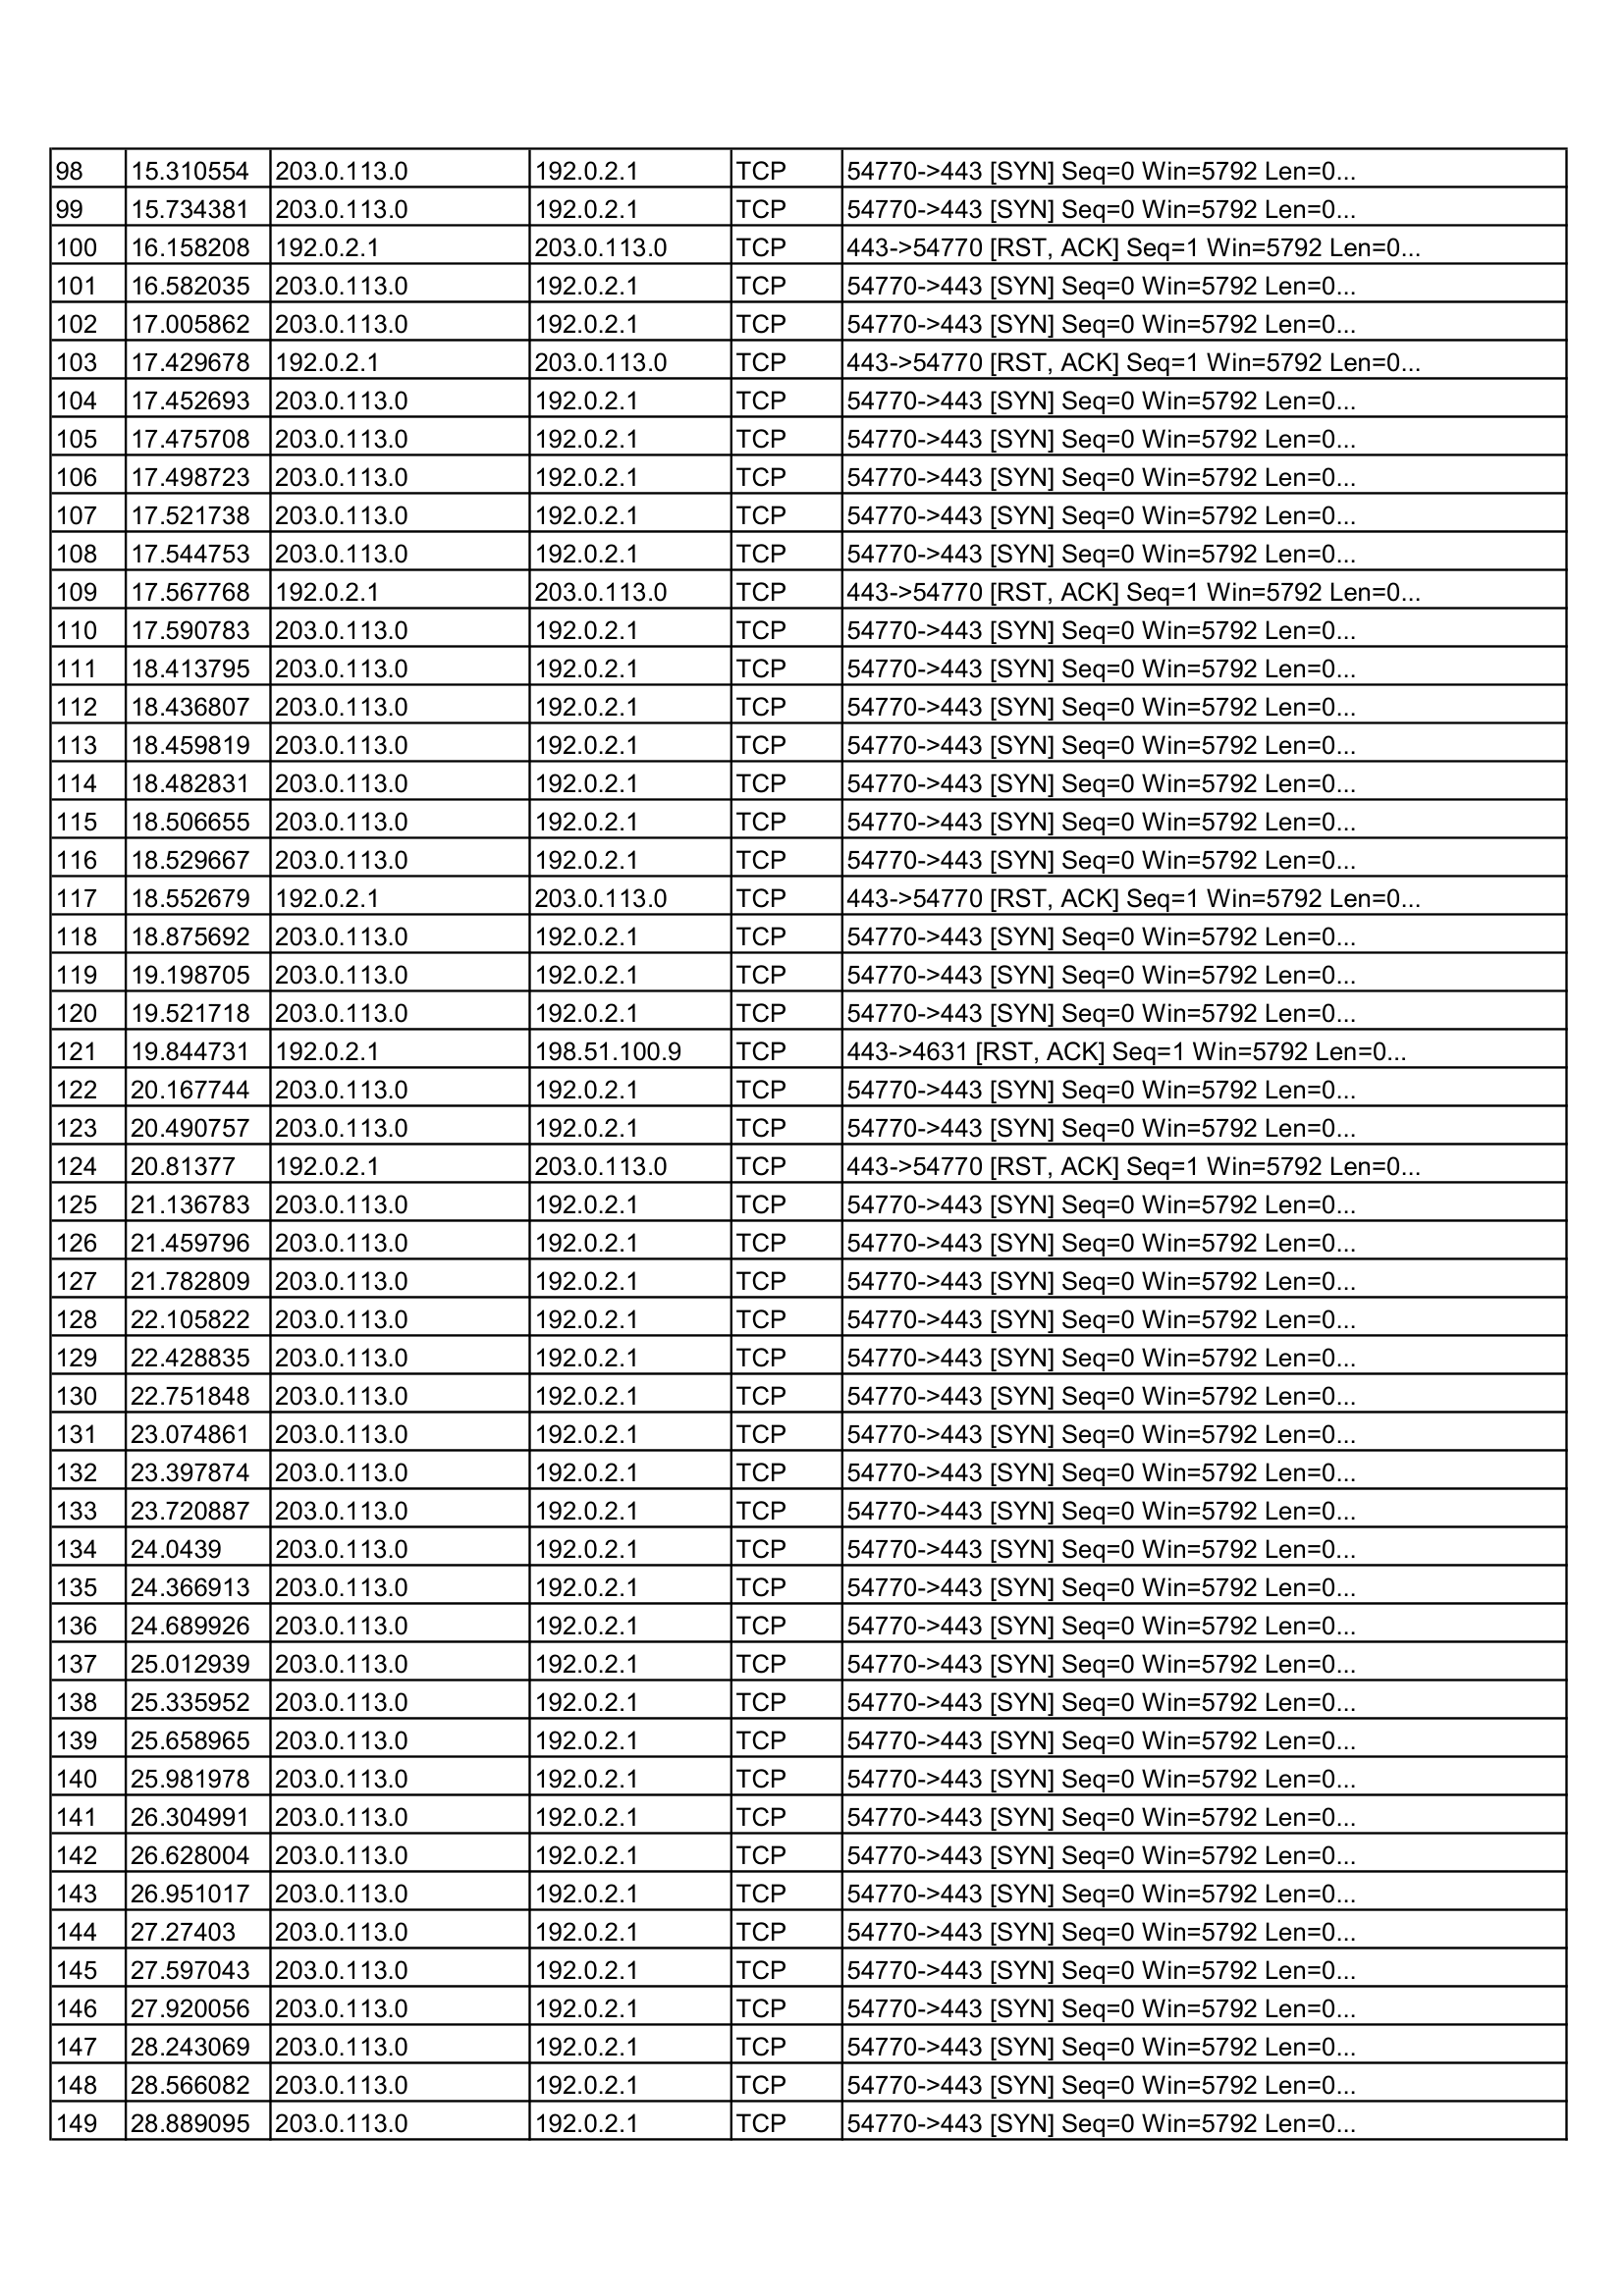 98 15.310554 203.0.113.0 192.0.2.1 TCP 54770->443 [SYN] Seq=0 Win=5792 Len=0...
99 15.734381 203.0.113.0 192.0.2.1 TCP 54770->443 [SYN] Seq=0 Win=5792 Len=0...
100 16.158208 192.0.2.1 203.0.113.0 TCP 443->54770 [RST, ACK] Seq=1 Win=5792 Len=0...
101 16.582035 203.0.113.0 192.0.2.1 TCP 54770->443 [SYN] Seq=0 Win=5792 Len=0...
102 17.005862 203.0.113.0 192.0.2.1 TCP 54770->443 [SYN] Seq=0 Win=5792 Len=0...
103 17.429678 192.0.2.1 203.0.113.0 TCP 443->54770 [RST, ACK] Seq=1 Win=5792 Len=0...
104 17.452693 203.0.113.0 192.0.2.1 TCP 54770->443 [SYN] Seq=0 Win=5792 Len=0...
105 17.475708 203.0.113.0 192.0.2.1 TCP 54770->443 [SYN] Seq=0 Win=5792 Len=0...
106 17.498723 203.0.113.0 192.0.2.1 TCP 54770->443 [SYN] Seq=0 Win=5792 Len=0...
107 17.521738 203.0.113.0 192.0.2.1 TCP 54770->443 [SYN] Seq=0 Win=5792 Len=0...
108 17.544753 203.0.113.0 192.0.2.1 TCP 54770->443 [SYN] Seq=0 Win=5792 Len=0...
109 17.567768 192.0.2.1 203.0.113.0 TCP 443->54770 [RST, ACK] Seq=1 Win=5792 Len=0...
110 17.590783 203.0.113.0 192.0.2.1 TCP 54770->443 [SYN] Seq=0 Win=5792 Len=0...
111 18.413795 203.0.113.0 192.0.2.1 TCP 54770->443 [SYN] Seq=0 Win=5792 Len=0...
112 18.436807 203.0.113.0 192.0.2.1 TCP 54770->443 [SYN] Seq=0 Win=5792 Len=0...
113 18.459819 203.0.113.0 192.0.2.1 TCP 54770->443 [SYN] Seq=0 Win=5792 Len=0...
114 18.482831 203.0.113.0 192.0.2.1 TCP 54770->443 [SYN] Seq=0 Win=5792 Len=0...
115 18.506655 203.0.113.0 192.0.2.1 TCP 54770->443 [SYN] Seq=0 Win=5792 Len=0...
116 18.529667 203.0.113.0 192.0.2.1 TCP 54770->443 [SYN] Seq=0 Win=5792 Len=0...
117 18.552679 192.0.2.1 203.0.113.0 TCP 443->54770 [RST, ACK] Seq=1 Win=5792 Len=0...
118 18.875692 203.0.113.0 192.0.2.1 TCP 54770->443 [SYN] Seq=0 Win=5792 Len=0...
119 19.198705 203.0.113.0 192.0.2.1 TCP 54770->443 [SYN] Seq=0 Win=5792 Len=0...
120 19.521718 203.0.113.0 192.0.2.1 TCP 54770->443 [SYN] Seq=0 Win=5792 Len=0...
121 19.844731 192.0.2.1 198.51.100.9 TCP 443->4631 [RST, ACK] Seq=1 Win=5792 Len=0...
122 20.167744 203.0.113.0 192.0.2.1 TCP 54770->443 [SYN] Seq=0 Win=5792 Len=0...
123 20.490757 203.0.113.0 192.0.2.1 TCP 54770->443 [SYN] Seq=0 Win=5792 Len=0...
124 20.81377 192.0.2.1 203.0.113.0 TCP 443->54770 [RST, ACK] Seq=1 Win=5792 Len=0...
125 21.136783 203.0.113.0 192.0.2.1 TCP 54770->443 [SYN] Seq=0 Win=5792 Len=0...
126 21.459796 203.0.113.0 192.0.2.1 TCP 54770->443 [SYN] Seq=0 Win=5792 Len=0...
127 21.782809 203.0.113.0 192.0.2.1 TCP 54770->443 [SYN] Seq=0 Win=5792 Len=0...
128 22.105822 203.0.113.0 192.0.2.1 TCP 54770->443 [SYN] Seq=0 Win=5792 Len=0...
129 22.428835 203.0.113.0 192.0.2.1 TCP 54770->443 [SYN] Seq=0 Win=5792 Len=0...
130 22.751848 203.0.113.0 192.0.2.1 TCP 54770->443 [SYN] Seq=0 Win=5792 Len=0...
131 23.074861 203.0.113.0 192.0.2.1 TCP 54770->443 [SYN] Seq=0 Win=5792 Len=0...
132 23.397874 203.0.113.0 192.0.2.1 TCP 54770->443 [SYN] Seq=0 Win=5792 Len=0...
133 23.720887 203.0.113.0 192.0.2.1 TCP 54770->443 [SYN] Seq=0 Win=5792 Len=0...
134 24.0439 203.0.113.0 192.0.2.1 TCP 54770->443 [SYN] Seq=0 Win=5792 Len=0...
135 24.366913 203.0.113.0 192.0.2.1 TCP 54770->443 [SYN] Seq=0 Win=5792 Len=0...
136 24.689926 203.0.113.0 192.0.2.1 TCP 54770->443 [SYN] Seq=0 Win=5792 Len=0...
137 25.012939 203.0.113.0 192.0.2.1 TCP 54770->443 [SYN] Seq=0 Win=5792 Len=0...
138 25.335952 203.0.113.0 192.0.2.1 TCP 54770->443 [SYN] Seq=0 Win=5792 Len=0...
139 25.658965 203.0.113.0 192.0.2.1 TCP 54770->443 [SYN] Seq=0 Win=5792 Len=0...
140 25.981978 203.0.113.0 192.0.2.1 TCP 54770->443 [SYN] Seq=0 Win=5792 Len=0...
141 26.304991 203.0.113.0 192.0.2.1 TCP 54770->443 [SYN] Seq=0 Win=5792 Len=0...
142 26.628004 203.0.113.0 192.0.2.1 TCP 54770->443 [SYN] Seq=0 Win=5792 Len=0...
143 26.951017 203.0.113.0 192.0.2.1 TCP 54770->443 [SYN] Seq=0 Win=5792 Len=0...
144 27.27403 203.0.113.0 192.0.2.1 TCP 54770->443 [SYN] Seq=0 Win=5792 Len=0...
145 27.597043 203.0.113.0 192.0.2.1 TCP 54770->443 [SYN] Seq=0 Win=5792 Len=0...
146 27.920056 203.0.113.0 192.0.2.1 TCP 54770->443 [SYN] Seq=0 Win=5792 Len=0...
147 28.243069 203.0.113.0 192.0.2.1 TCP 54770->443 [SYN] Seq=0 Win=5792 Len=0...
148 28.566082 203.0.113.0 192.0.2.1 TCP 54770->443 [SYN] Seq=0 Win=5792 Len=0...
149 28.889095 203.0.113.0 192.0.2.1 TCP 54770->443 [SYN] Seq=0 Win=5792 Len=0...